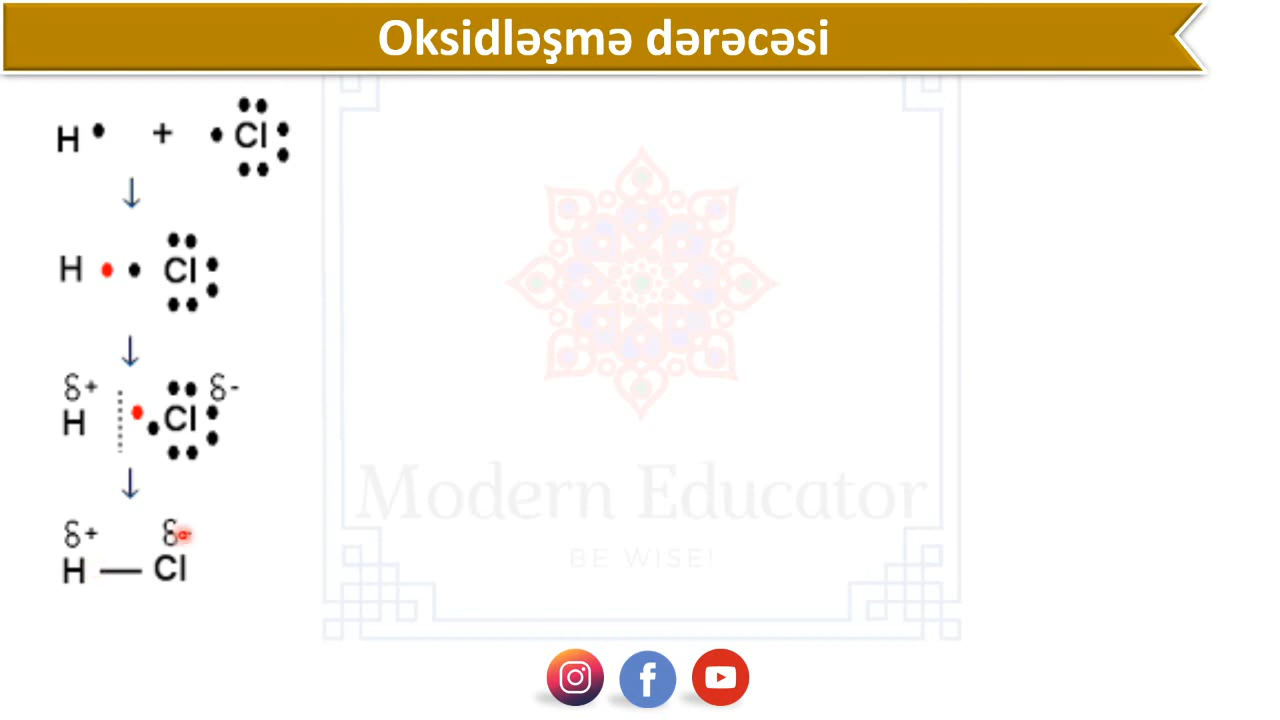 Oksidləşmə dərəcəsi
H + Cl
↓
H Cl
↓
δ+ δ-
H Cl
↓
δ+ δ-
H — Cl
Modern Educator
BE WISE!